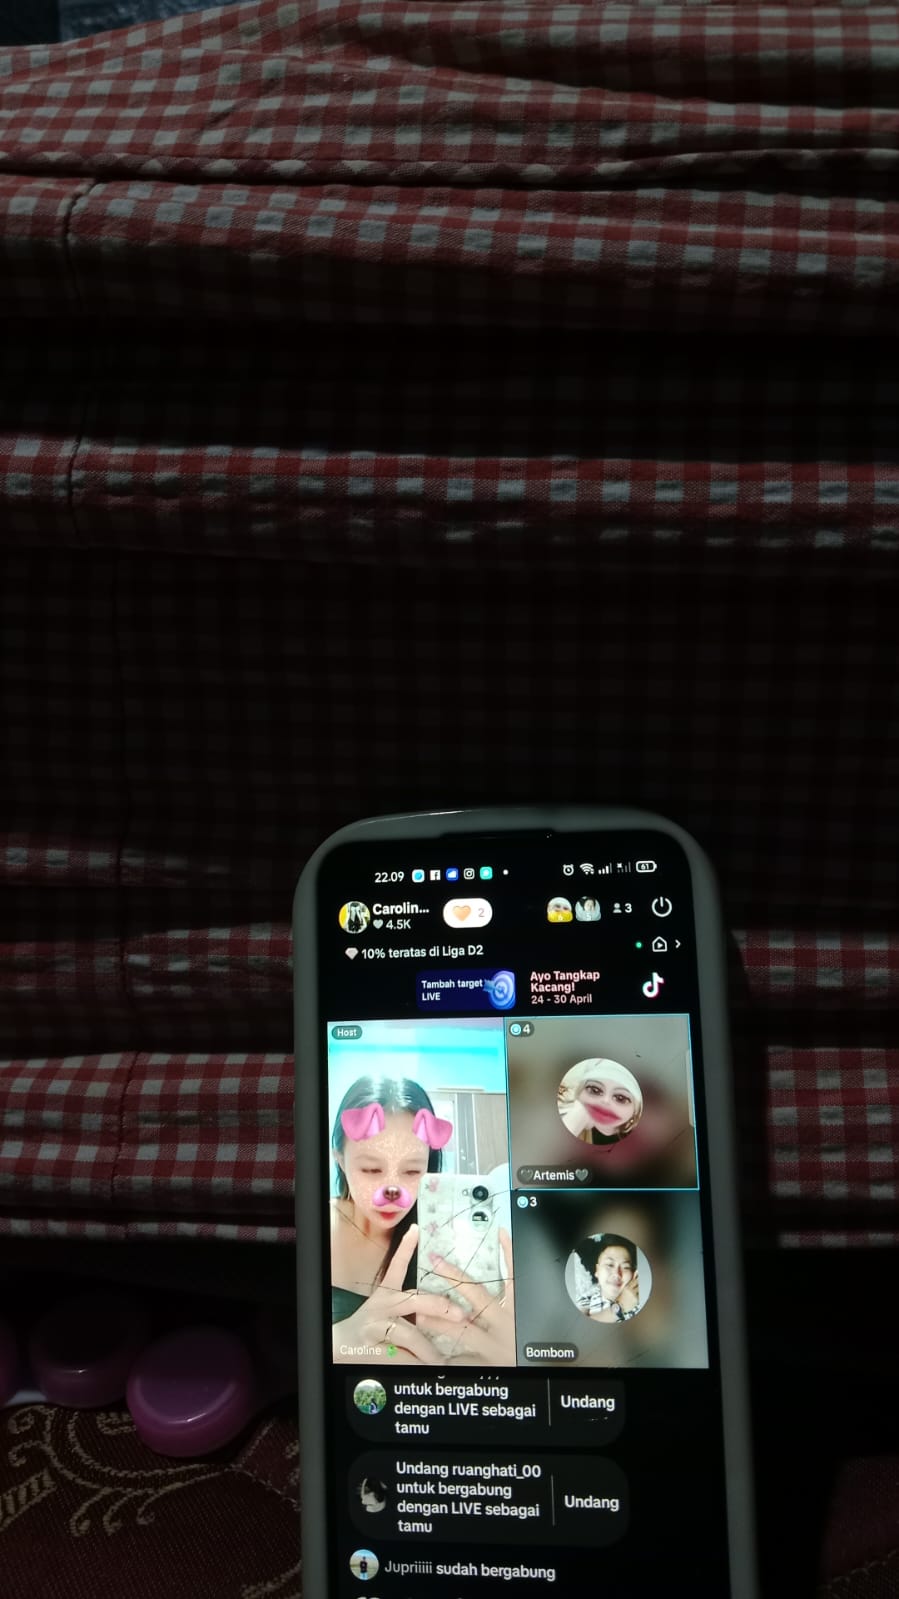 22.09
61
Carolin...
4.5K
2
3
10% teratas di Liga D2
Tambah target
LIVE
Ayo Tangkap
Kacang!
24 - 30 April
Host
4
🖤Artemis🖤
3
Caroline
Bombom
untuk bergabung
dengan LIVE sebagai
tamu
Undang
Undang ruanghati_00
untuk bergabung
dengan LIVE sebagai
tamu
Undang
Jupriiiii sudah bergabung